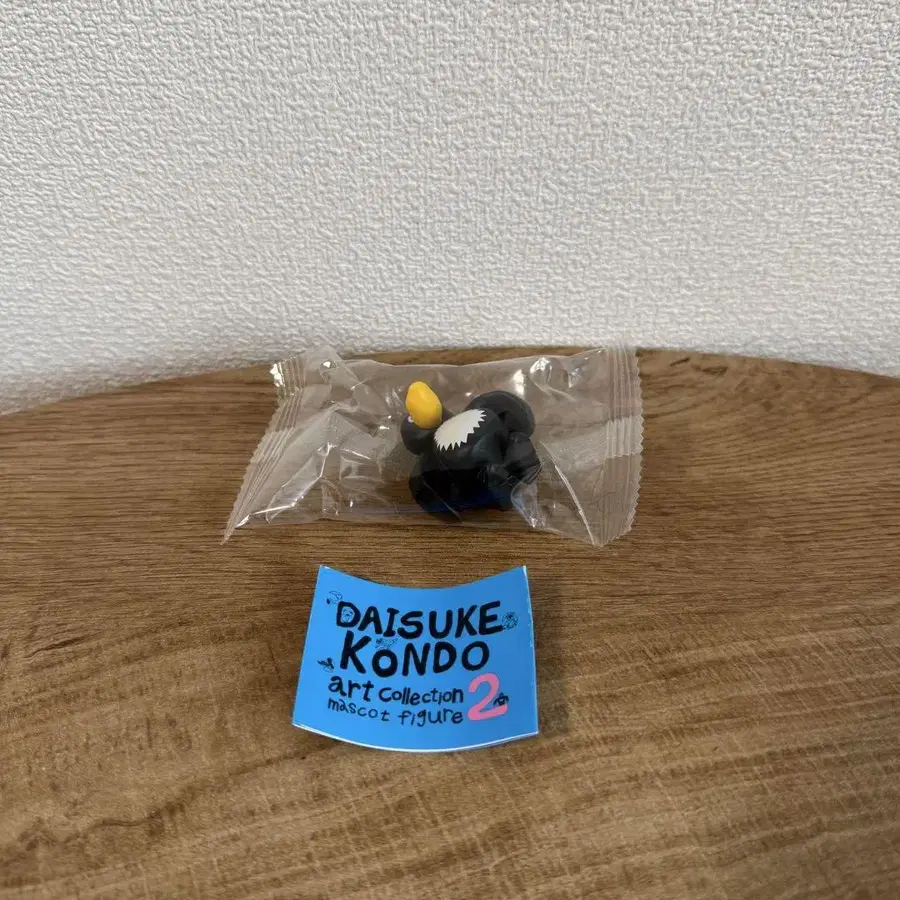 DAISUKE
KONDO
art collection 2
mascot figure